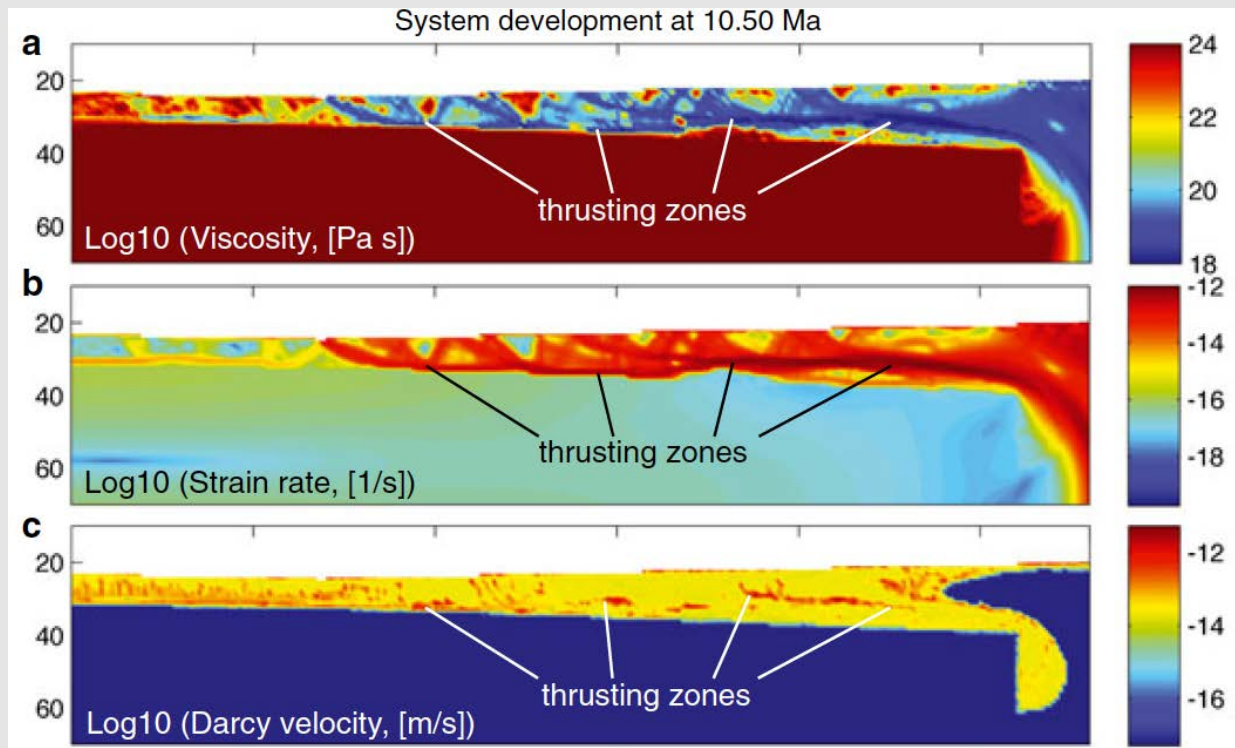 System development at 10.50 Ma
a
20
40
60
thrusting zones
Log10 (Viscosity, [Pa s])
24
22
20
18
b
20
40
60
thrusting zones
Log10 (Strain rate, [1/s])
-12
-14
-16
-18
c
20
40
60
thrusting zones
Log10 (Darcy velocity, [m/s])
-12
-14
-16